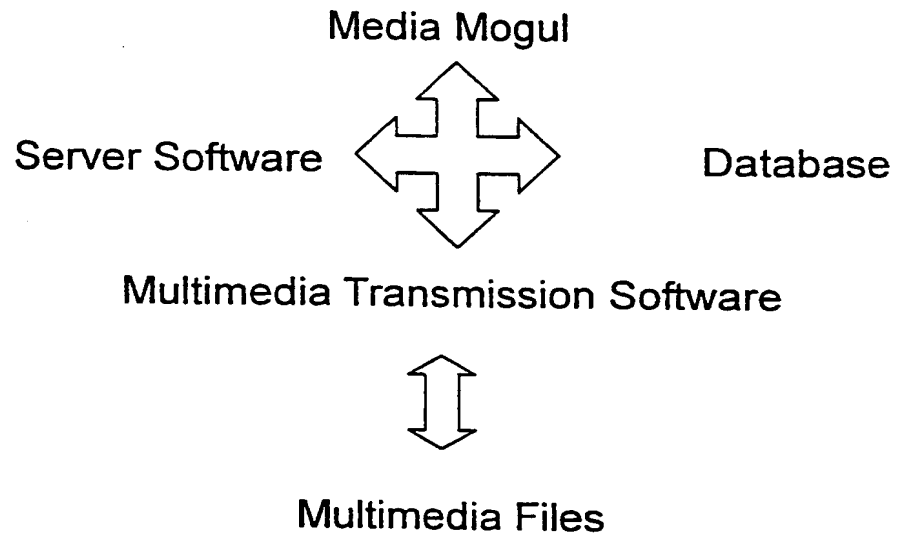 Media Mogul
Server Software
Database
Multimedia Transmission Software
Multimedia Files